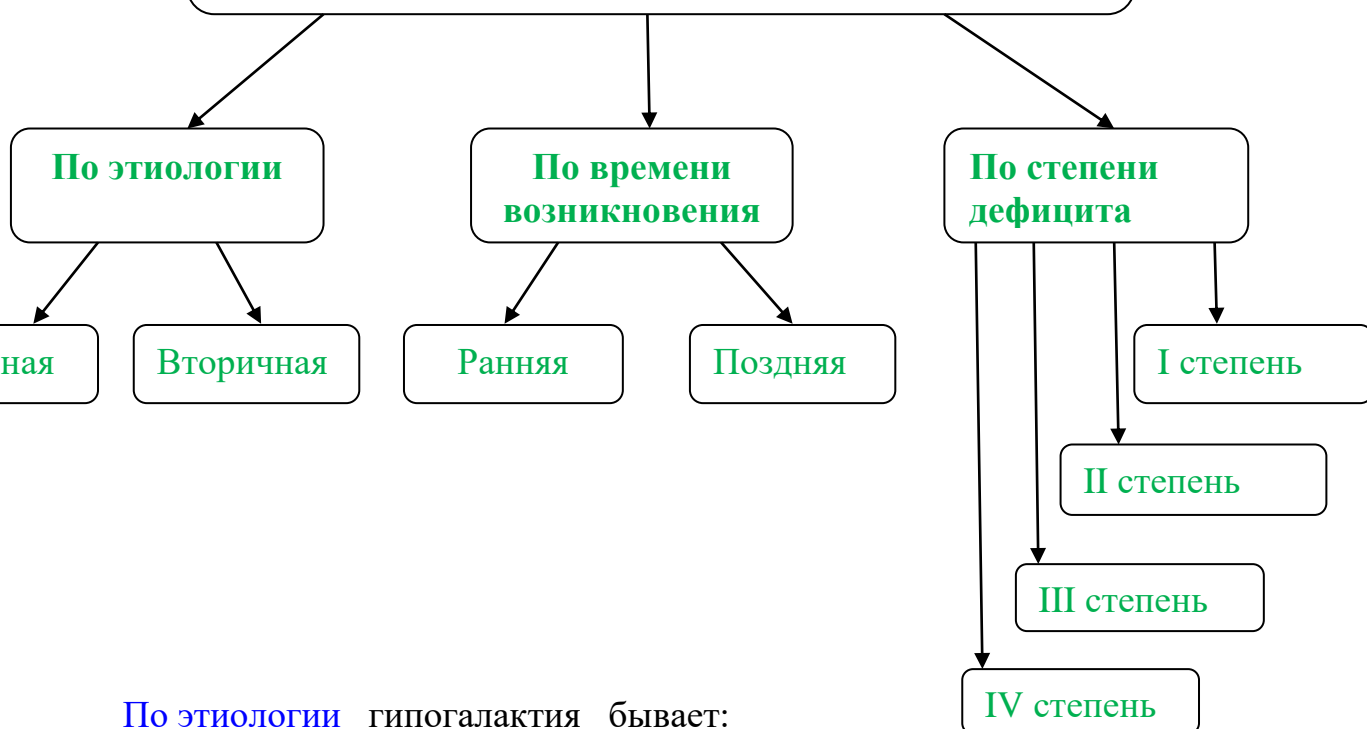 По этиологии
По времени
возникновения
По степени
дефицита
ная
Вторичная
Ранняя
Поздняя
I степень
II степень
III степень
IV степень
По этиологии гипогалактия бывает: